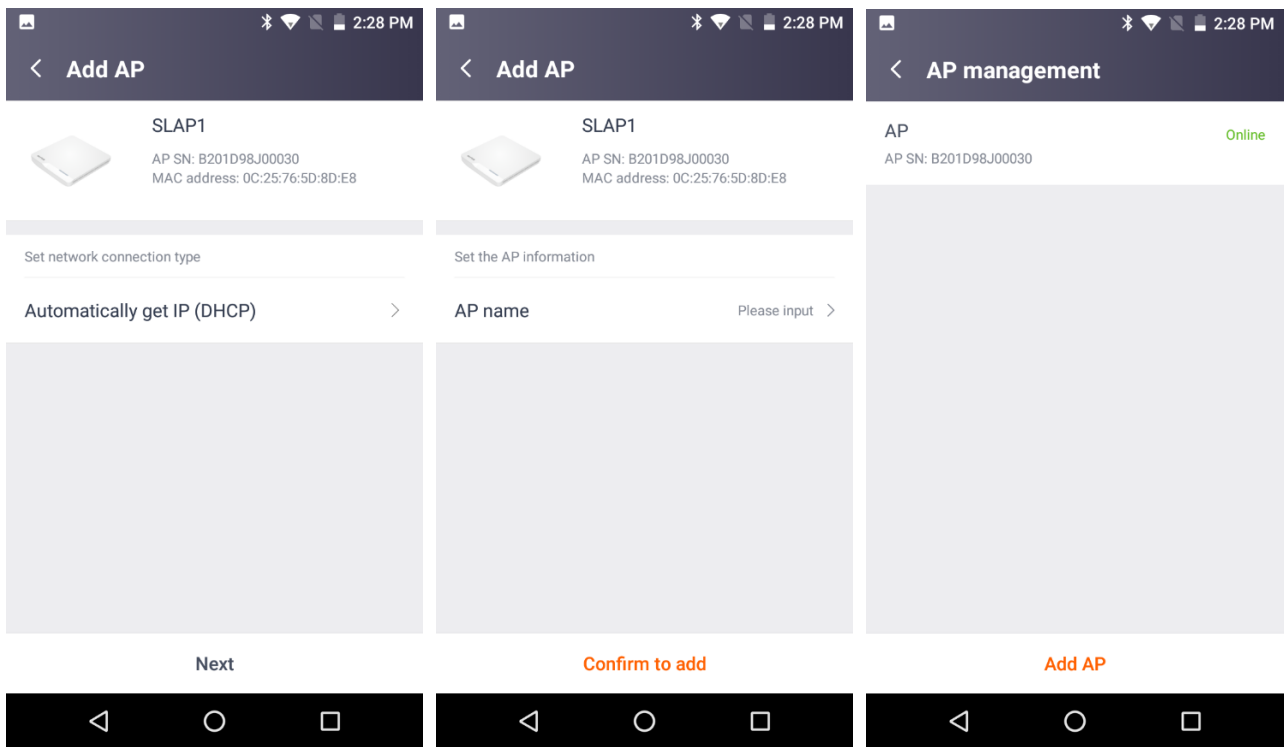 2:28 PM
Add AP
SLAP1
AP SN: B201D98J00030
MAC address: 0C:25:76:5D:8D:E8
Set network connection type
Automatically get IP (DHCP)
Next
2:28 PM
Add AP
SLAP1
AP SN: B201D98J00030
MAC address: 0C:25:76:5D:8D:E8
Set the AP information
AP name Please input
Confirm to add
2:28 PM
AP management
AP Online
AP SN: B201D98J00030
Add AP